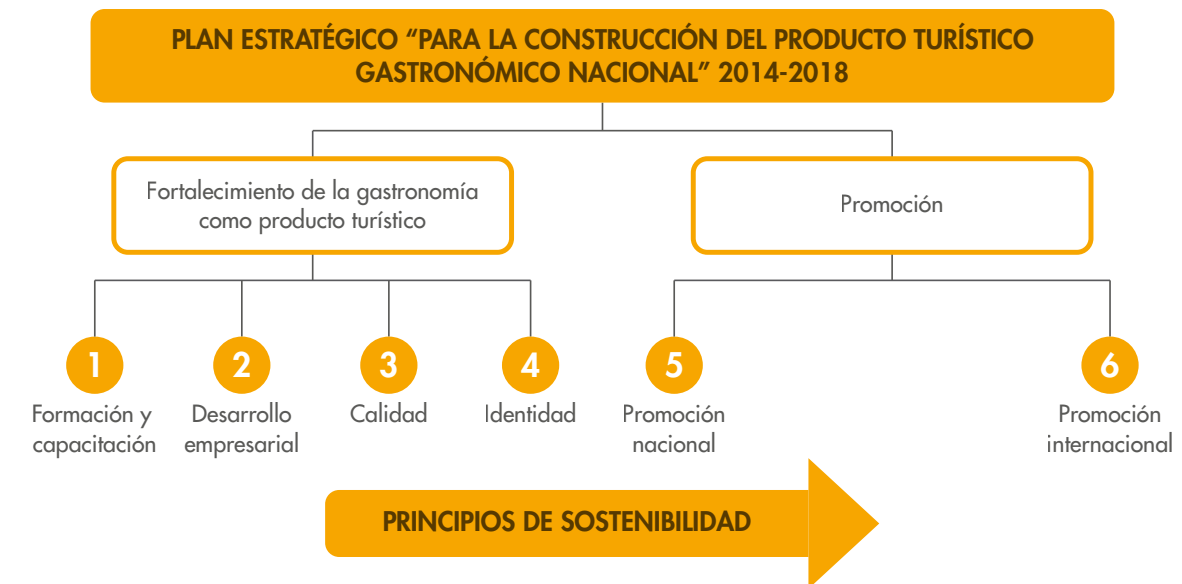 PLAN ESTRATÉGICO “PARA LA CONSTRUCCIÓN DEL PRODUCTO TURÍSTICO
GASTRONÓMICO NACIONAL” 2014-2018
Fortalecimiento de la gastronomía
como producto turístico
Promoción
1
Formación y
capacitación
2
Desarrollo
empresarial
3
Calidad
4
Identidad
5
Promoción
nacional
6
Promoción
internacional
PRINCIPIOS DE SOSTENIBILIDAD